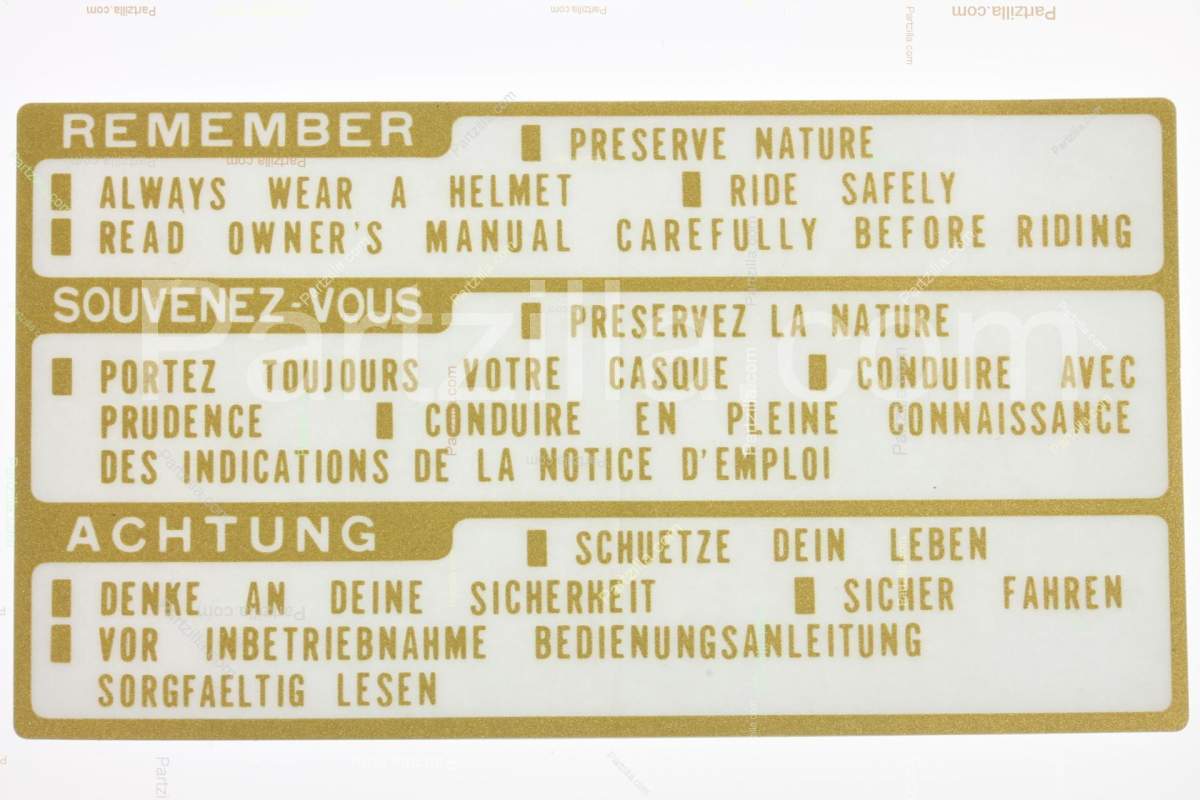 REMEMBER
PRESERVE NATURE
ALWAYS WEAR A HELMET RIDE SAFELY
READ OWNER'S MANUAL CAREFULLY BEFORE RIDING
SOUVENEZ-VOUS
PRESERVEZ LA NATURE
PORTEZ TOUJOURS VOTRE CASQUE CONDUIRE AVEC
PRUDENCE CONDUIRE EN PLEINE CONNAISSANCE
DES INDICATIONS DE LA NOTICE D'EMPLOI
ACHTUNG
SCHUETZE DEIN LEBEN
DENKE AN DEINE SICHERHEIT SICHER FAHREN
VOR INBETRIEBNAHME BEDIENUNGSANLEITUNG
SORGFAELTIG LESEN
Partzilla.com